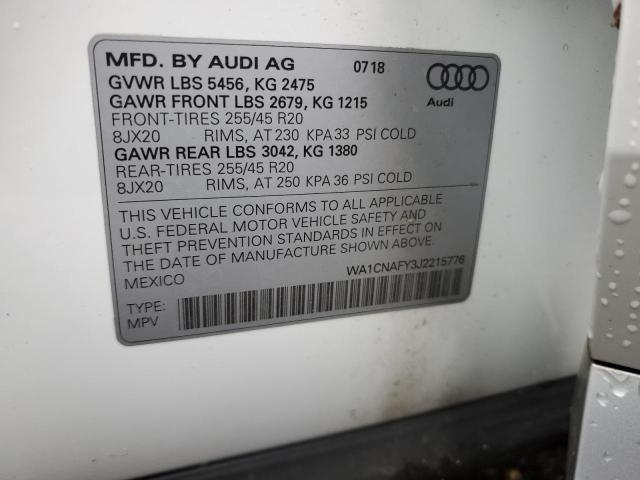 MFD. BY AUDI AG 07 18
GVWR LBS 5456, KG 2475
GAWR FRONT LBS 2679, KG 1215
Audi
FRONT-TIRES 255/45 R20
8JX20 RIMS, AT 230 KPA 33 PSI COLD
GAWR REAR LBS 3042, KG 1380
REAR-TIRES 255/45 R20
8JX20 RIMS, AT 250 KPA 36 PSI COLD
THIS VEHICLE CONFORMS TO ALL APPLICABLE
U.S. FEDERAL MOTOR VEHICLE SAFETY AND
THEFT PREVENTION STANDARDS IN EFFECT ON
THE DATE OF MANUFACTURE SHOWN ABOVE.
MEXICO WA1CNAFY3J2215776
TYPE:
MPV